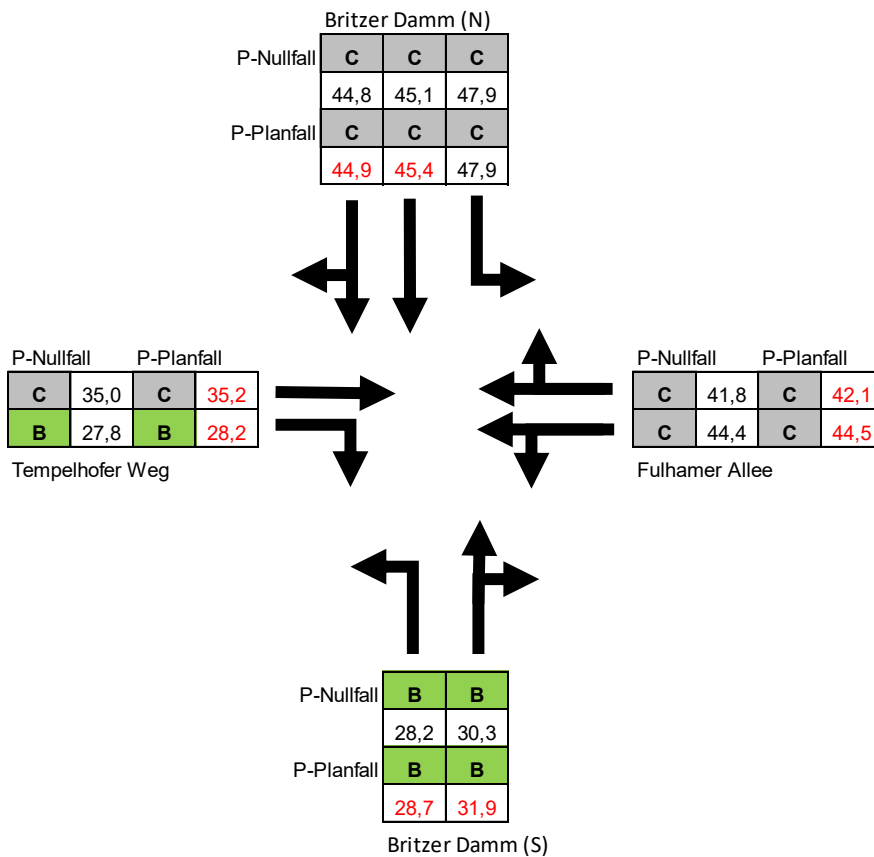 Britzer Damm (N)
P-Nullfall C C C
44,8 45,1 47,9
P-Planfall C C C
44,9 45,4 47,9
P-Nullfall P-Planfall
C 35,0 C 35,2
B 27,8 B 28,2
Tempelhofer Weg
P-Nullfall P-Planfall
C 41,8 C 42,1
C 44,4 C 44,5
Fulhamer Allee
P-Nullfall B B
28,2 30,3
P-Planfall B B
28,7 31,9
Britzer Damm (S)